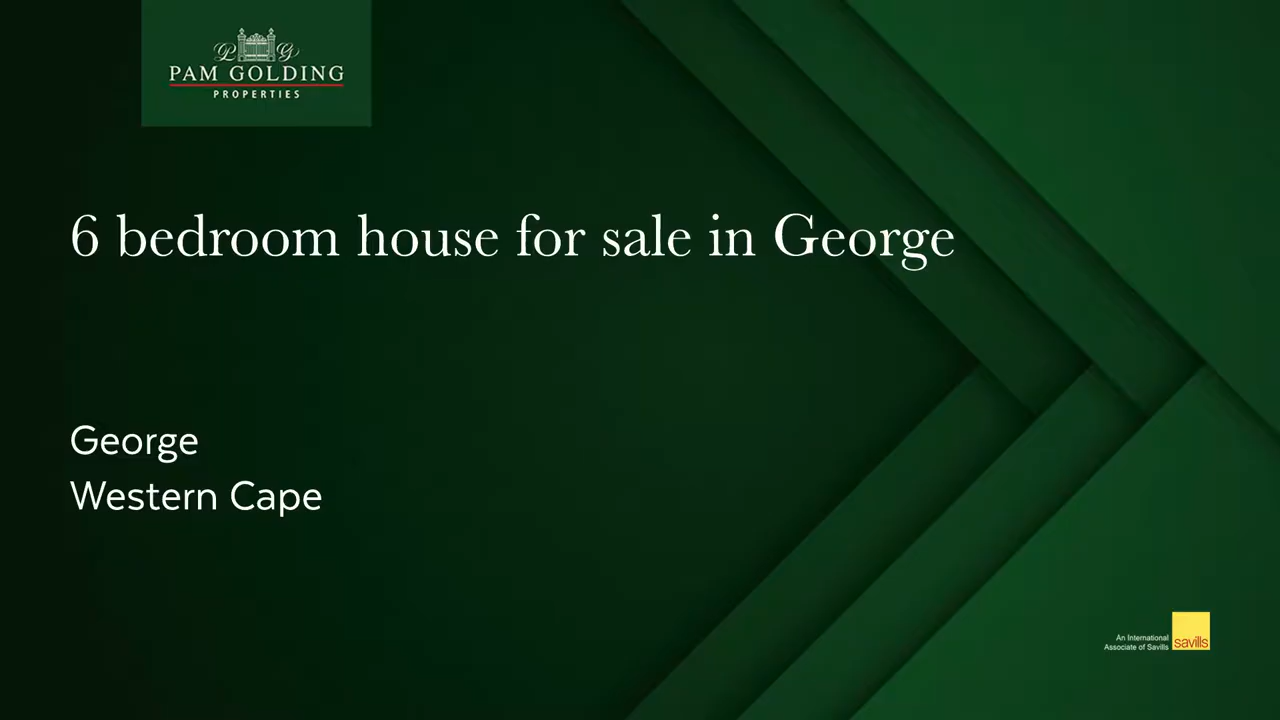 PG
PAM GOLDING
PROPERTIES
6 bedroom house for sale in George
George
Western Cape
An International
Associate of Savills
savills